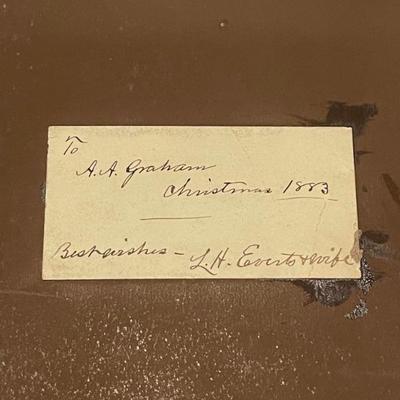 To
A. A. Graham
Christmas 1883
Best wishes - L. H. Everts & wife